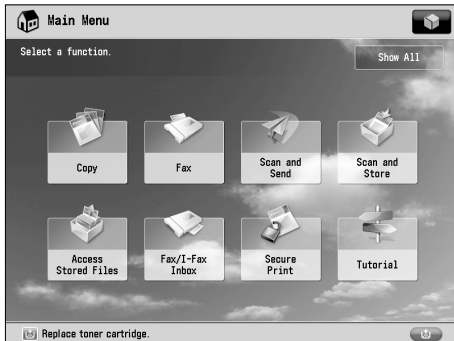 Main Menu
Select a function.
Show All
Copy
Fax
Scan and
Send
Scan and
Store
Access
Stored Files
Fax/I-Fax
Inbox
Secure
Print
Tutorial
Replace toner cartridge.